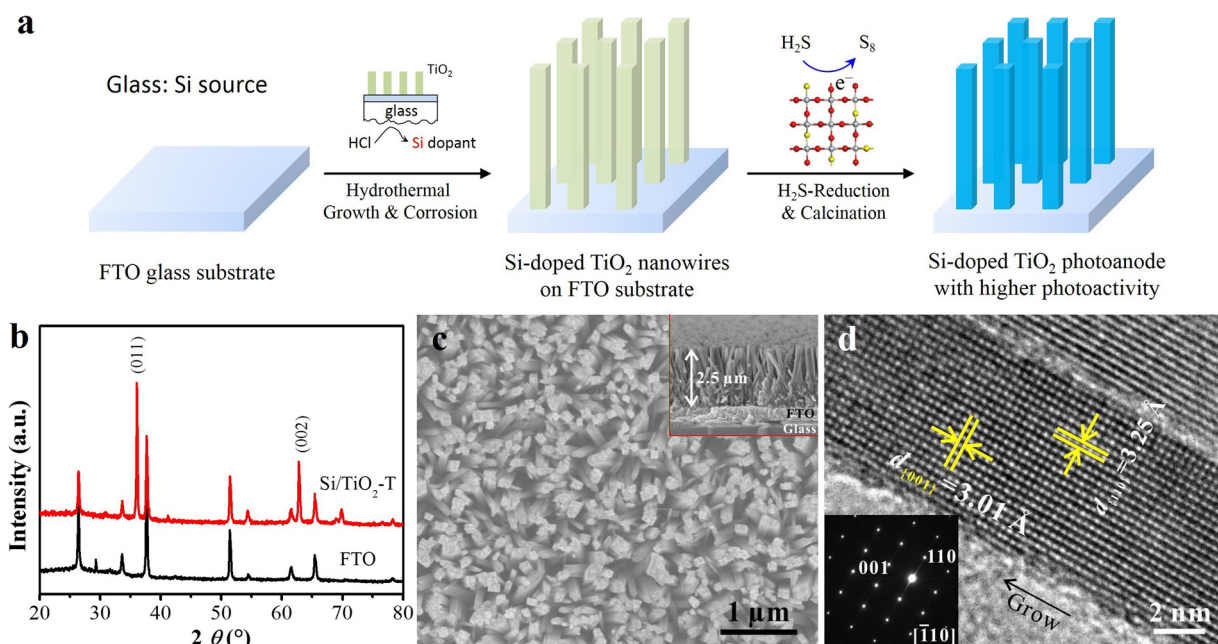 a
Glass: Si source
TiO₂
glass
HCl
Si dopant
Hydrothermal
Growth & Corrosion
H₂S
S₈
e⁻
H₂S-Reduction
& Calcination
FTO glass substrate
Si-doped TiO₂ nanowires
on FTO substrate
Si-doped TiO₂ photoanode
with higher photoactivity
b
Intensity (a.u.)
(011)
(002)
Si/TiO₂-T
FTO
20 30 40 50 60 70 80
2 θ (°)
c
2.5 μm
FTO
Glass
1 μm
d
d{001}=3.01 Å
d{110}=3.25 Å
001
110
[1̄10]
Grow
2 nm